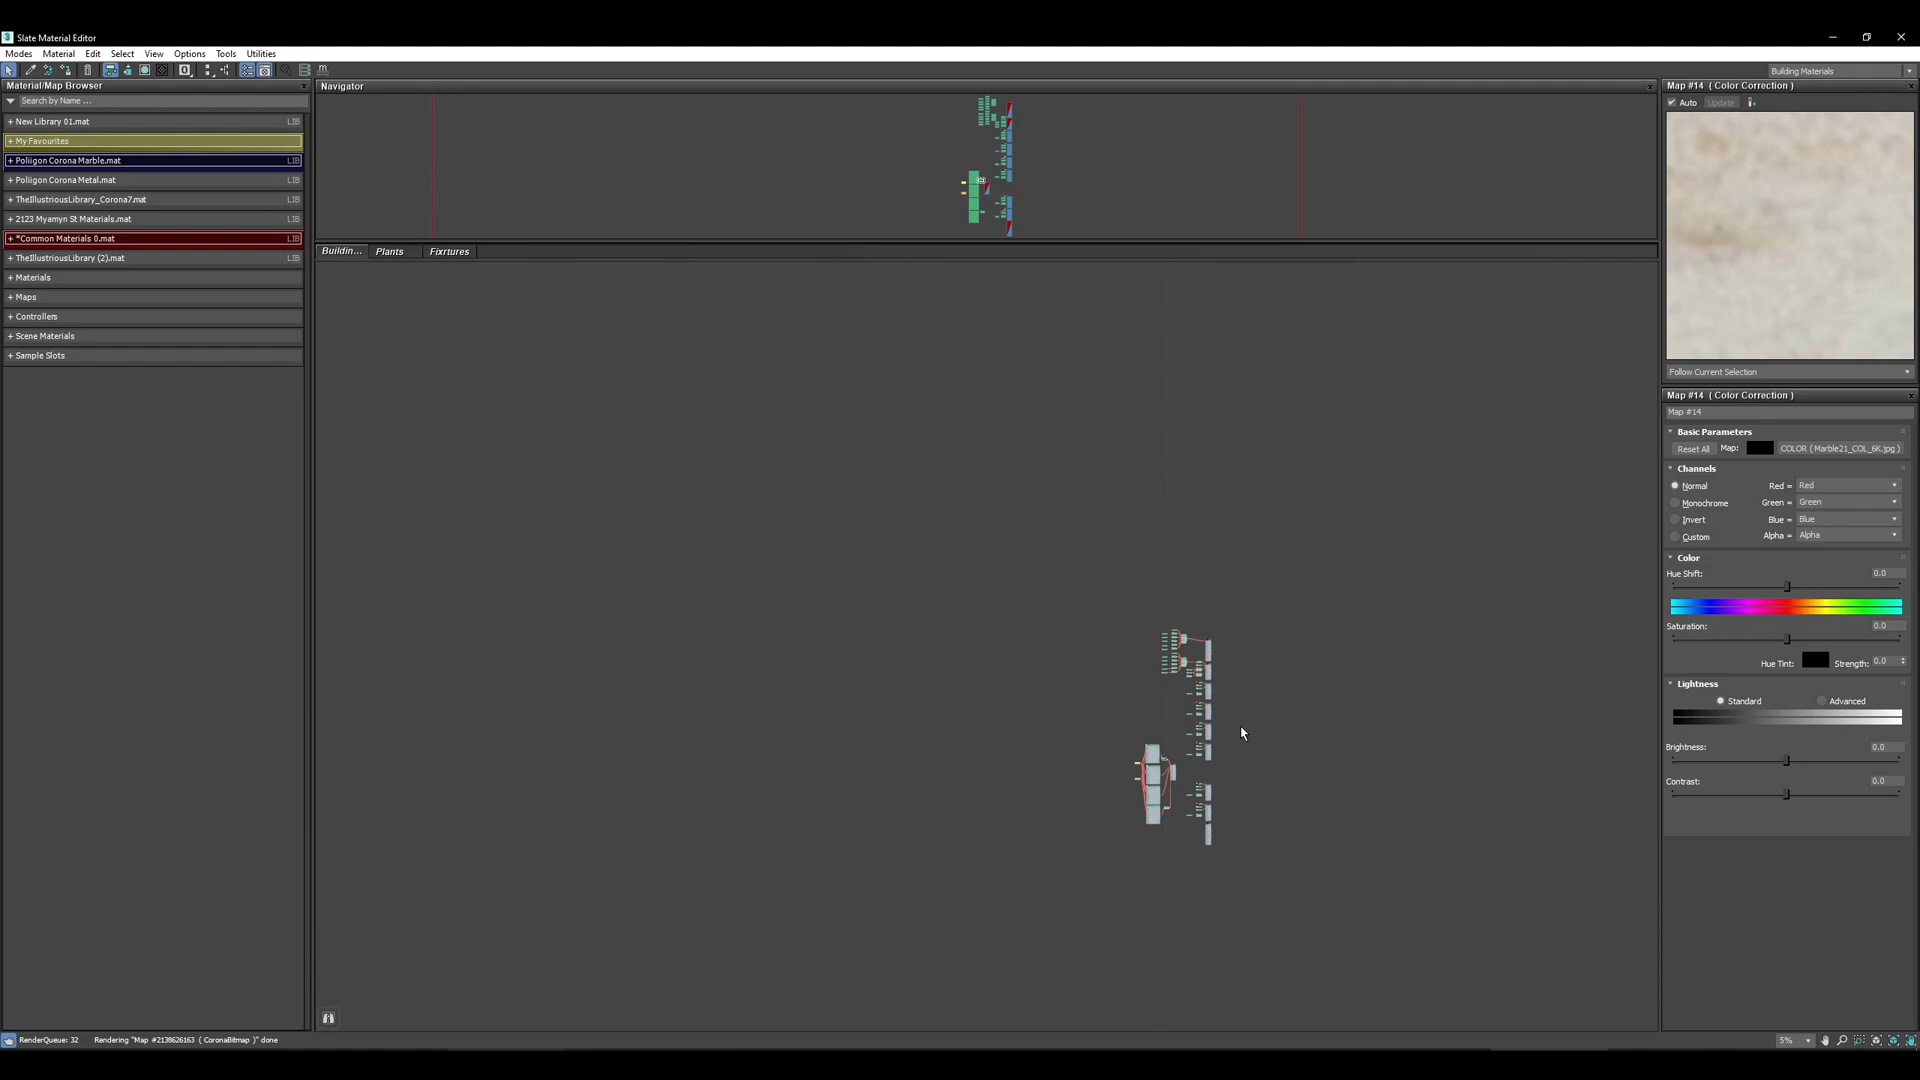 Slate Material Editor
Modes Material Edit Select View Options Tools Utilities
Building Materials
Material/Map Browser
Search by Name ...
+ New Library 01.mat LIB
+ My Favourites
+ Poliigon Corona Marble.mat LIB
+ Poliigon Corona Metal.mat LIB
+ TheIllustriousLibrary_Corona7.mat LIB
+ 2123 Myamyn St Materials.mat LIB
+ *Common Materials 0.mat LIB
+ TheIllustriousLibrary (2).mat LIB
+ Materials
+ Maps
+ Controllers
+ Scene Materials
+ Sample Slots
Navigator
Buildin... Plants Fixrtures
Map #14 ( Color Correction )
Auto Update
Follow Current Selection
Map #14 ( Color Correction )
Map #14
Basic Parameters
Reset All Map: COLOR ( Marble21_COL_6K.jpg )
Channels
Normal Red = Red
Monochrome Green = Green
Invert Blue = Blue
Custom Alpha = Alpha
Color
Hue Shift: 0.0
Saturation: 0.0
Hue Tint: Strength: 0.0
Lightness
Standard Advanced
Brightness: 0.0
Contrast: 0.0
RenderQueue: 32 Rendering "Map #2138626163 ( CoronaBitmap )" done
5%